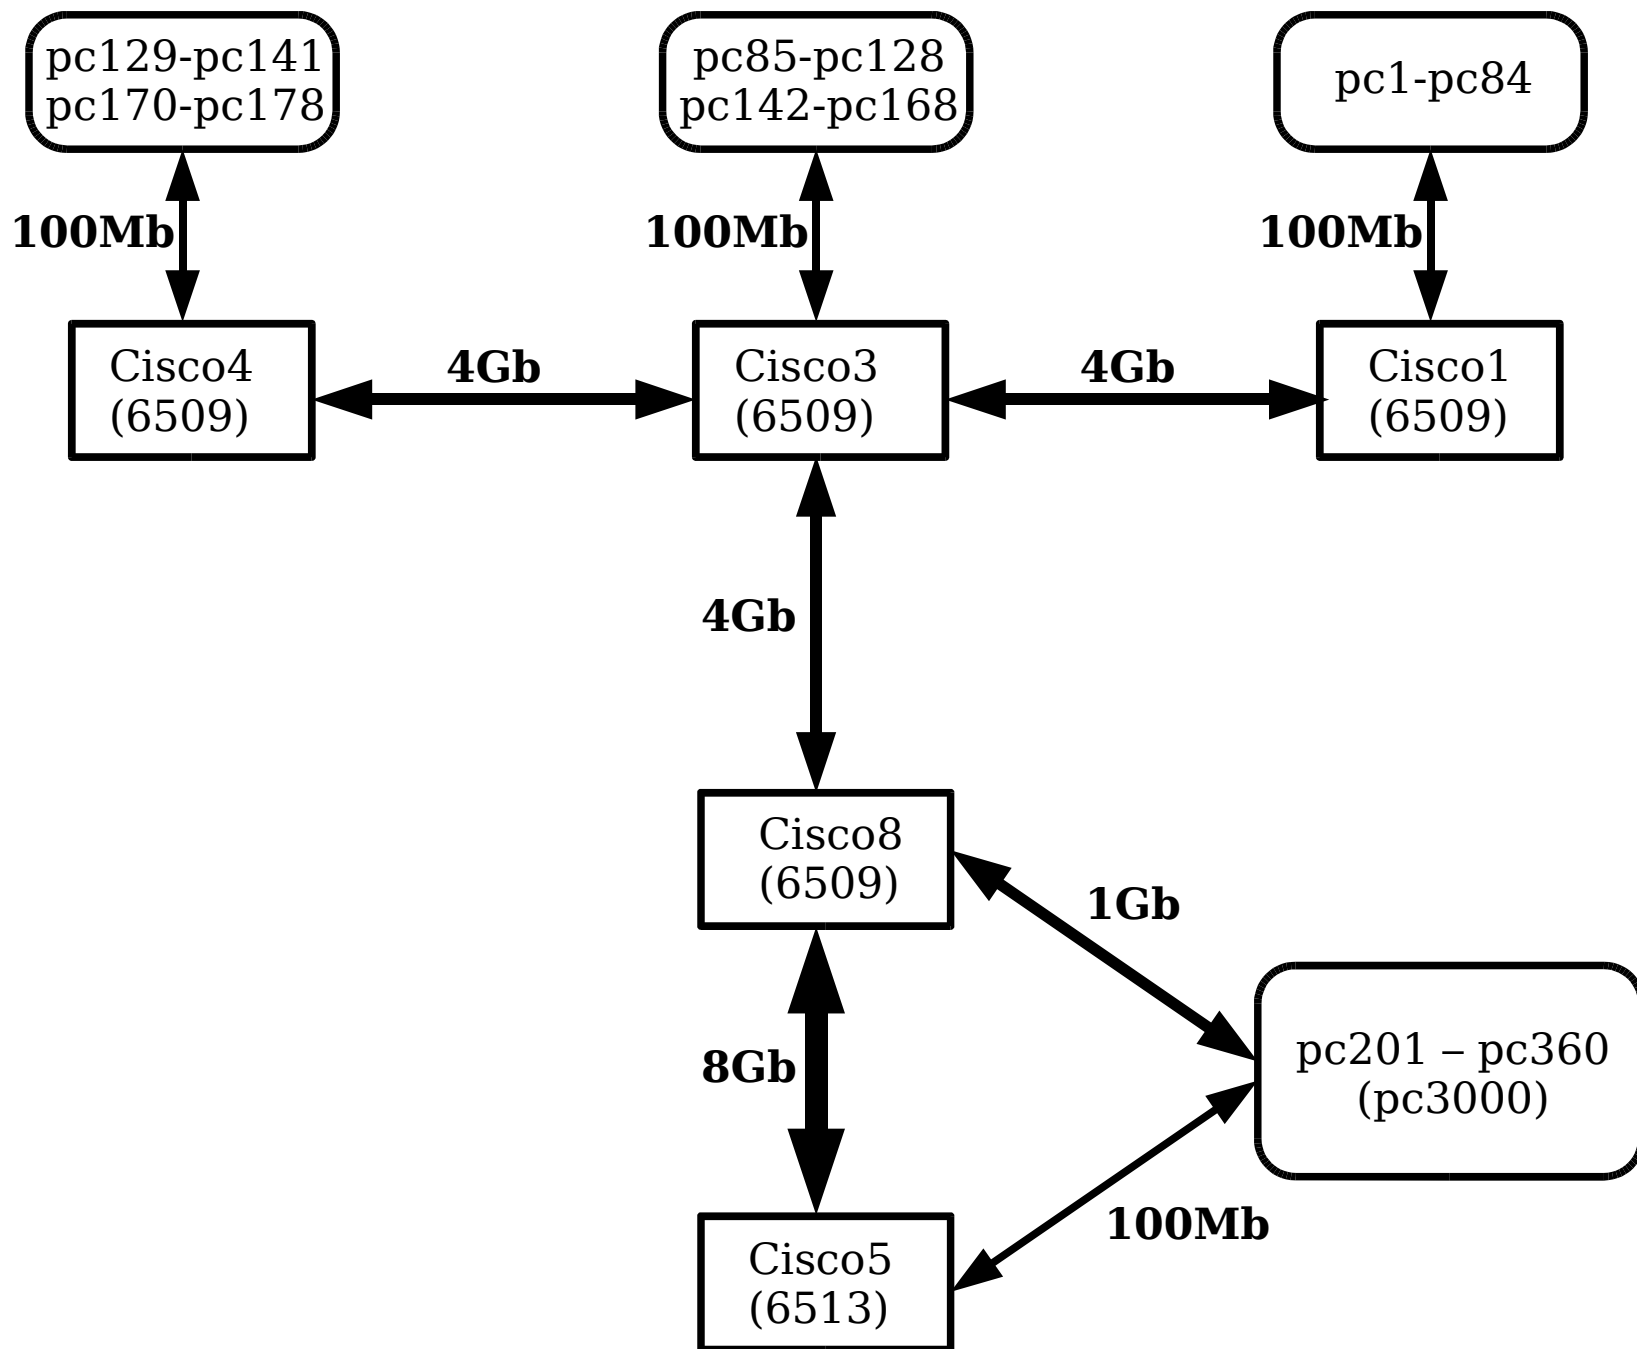 pc129-pc141
pc170-pc178
pc85-pc128
pc142-pc168
pc1-pc84
100Mb
100Mb
100Mb
Cisco4
(6509)
4Gb
Cisco3
(6509)
4Gb
Cisco1
(6509)
4Gb
Cisco8
(6509)
1Gb
8Gb
pc201 – pc360
(pc3000)
100Mb
Cisco5
(6513)